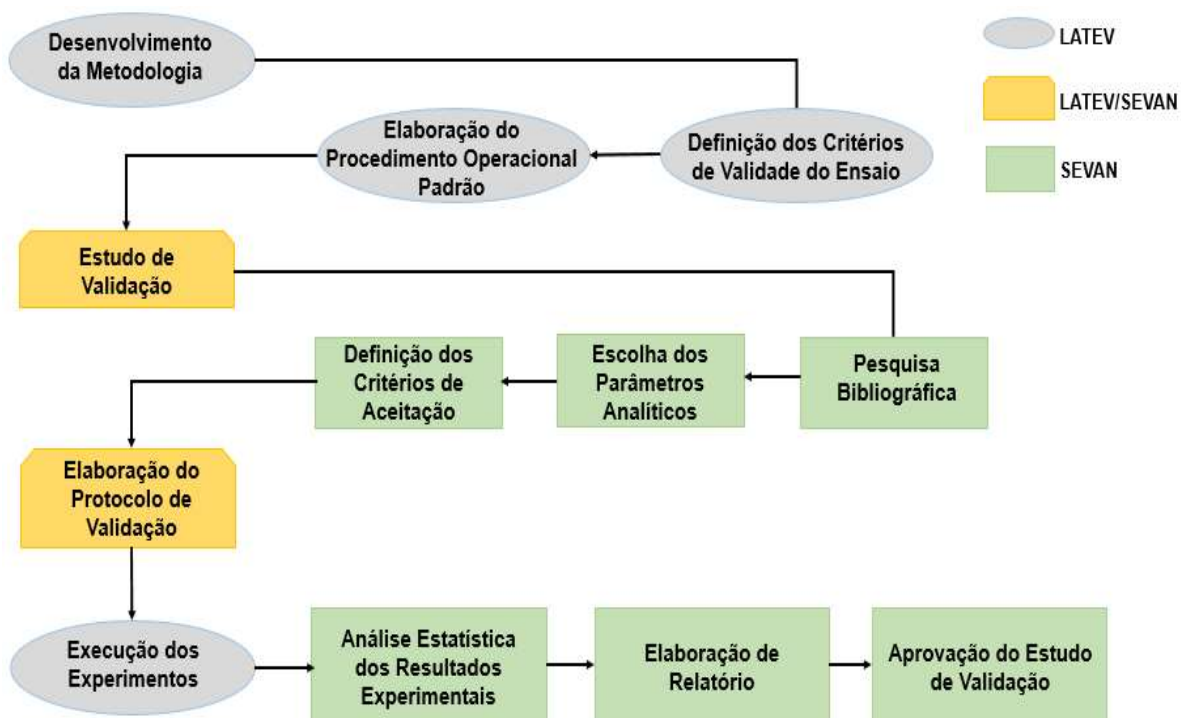 Desenvolvimento
da Metodologia
LATEV
LATEV/SEVAN
SEVAN
Definição dos Critérios
de Validade do Ensaio
Elaboração do
Procedimento Operacional
Padrão
Estudo de
Validação
Pesquisa
Bibliográfica
Escolha dos
Parâmetros
Analíticos
Definição dos
Critérios de
Aceitação
Elaboração do
Protocolo de
Validação
Execução dos
Experimentos
Análise Estatística
dos Resultados
Experimentais
Elaboração de
Relatório
Aprovação do Estudo
de Validação